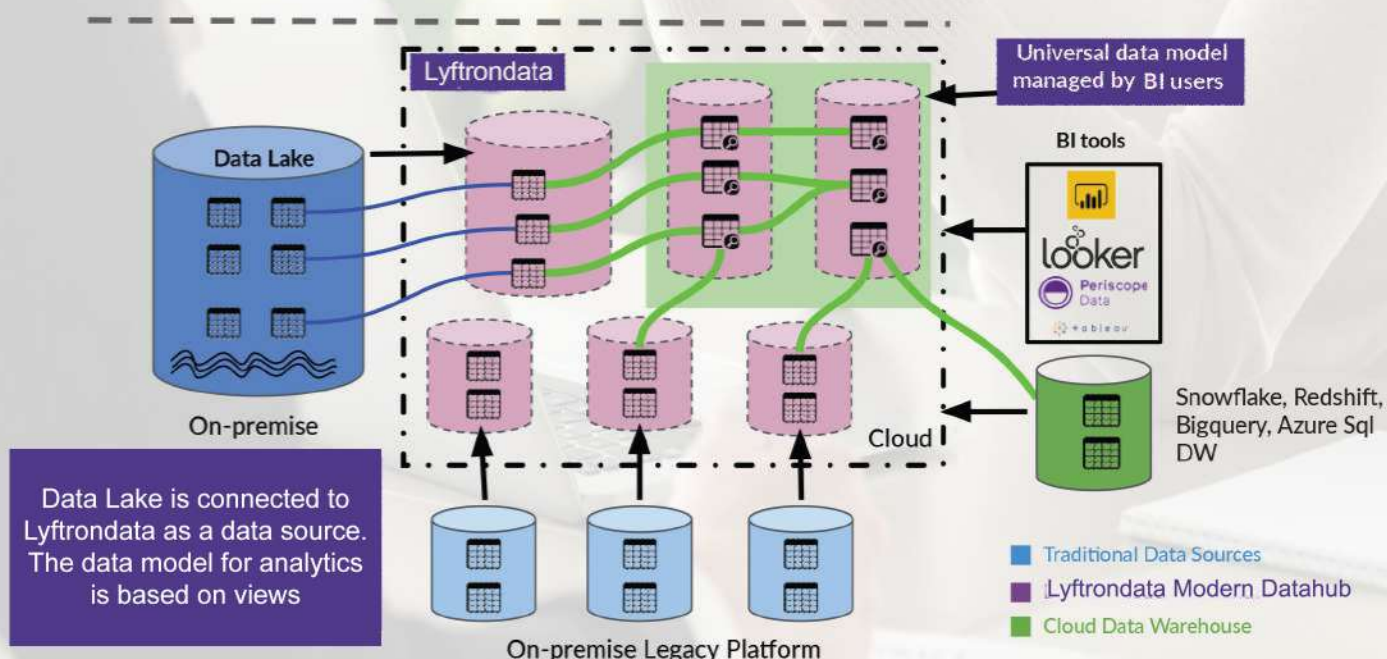 Lyftrondata
Universal data model
managed by BI users
Data Lake
BI tools
looker
Periscope
Data
tableau
On-premise
Cloud
Snowflake, Redshift,
Bigquery, Azure Sql
DW
Data Lake is connected to
Lyftrondata as a data source.
The data model for analytics
is based on views
Traditional Data Sources
Lyftrondata Modern Datahub
Cloud Data Warehouse
On-premise Legacy Platform